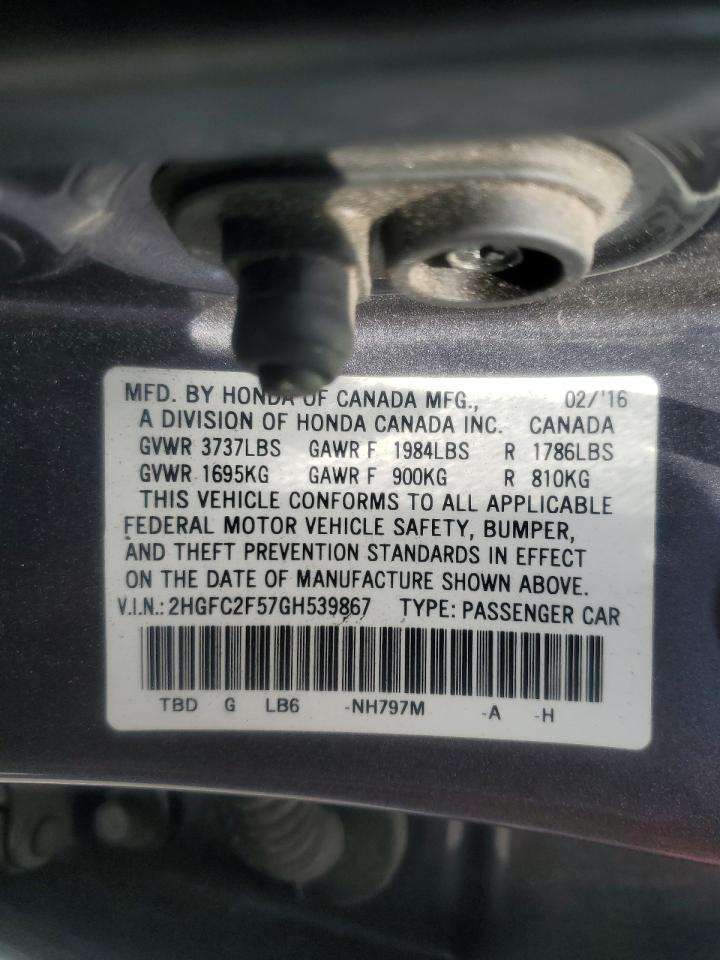 MFD. BY HONDA OF CANADA MFG., 02/'16
A DIVISION OF HONDA CANADA INC. CANADA
GVWR 3737LBS GAWR F 1984LBS R 1786LBS
GVWR 1695KG GAWR F 900KG R 810KG
THIS VEHICLE CONFORMS TO ALL APPLICABLE
FEDERAL MOTOR VEHICLE SAFETY, BUMPER,
AND THEFT PREVENTION STANDARDS IN EFFECT
ON THE DATE OF MANUFACTURE SHOWN ABOVE.
V.I.N.: 2HGFC2F57GH539867 TYPE: PASSENGER CAR
TBD G LB6 -NH797M -A -H